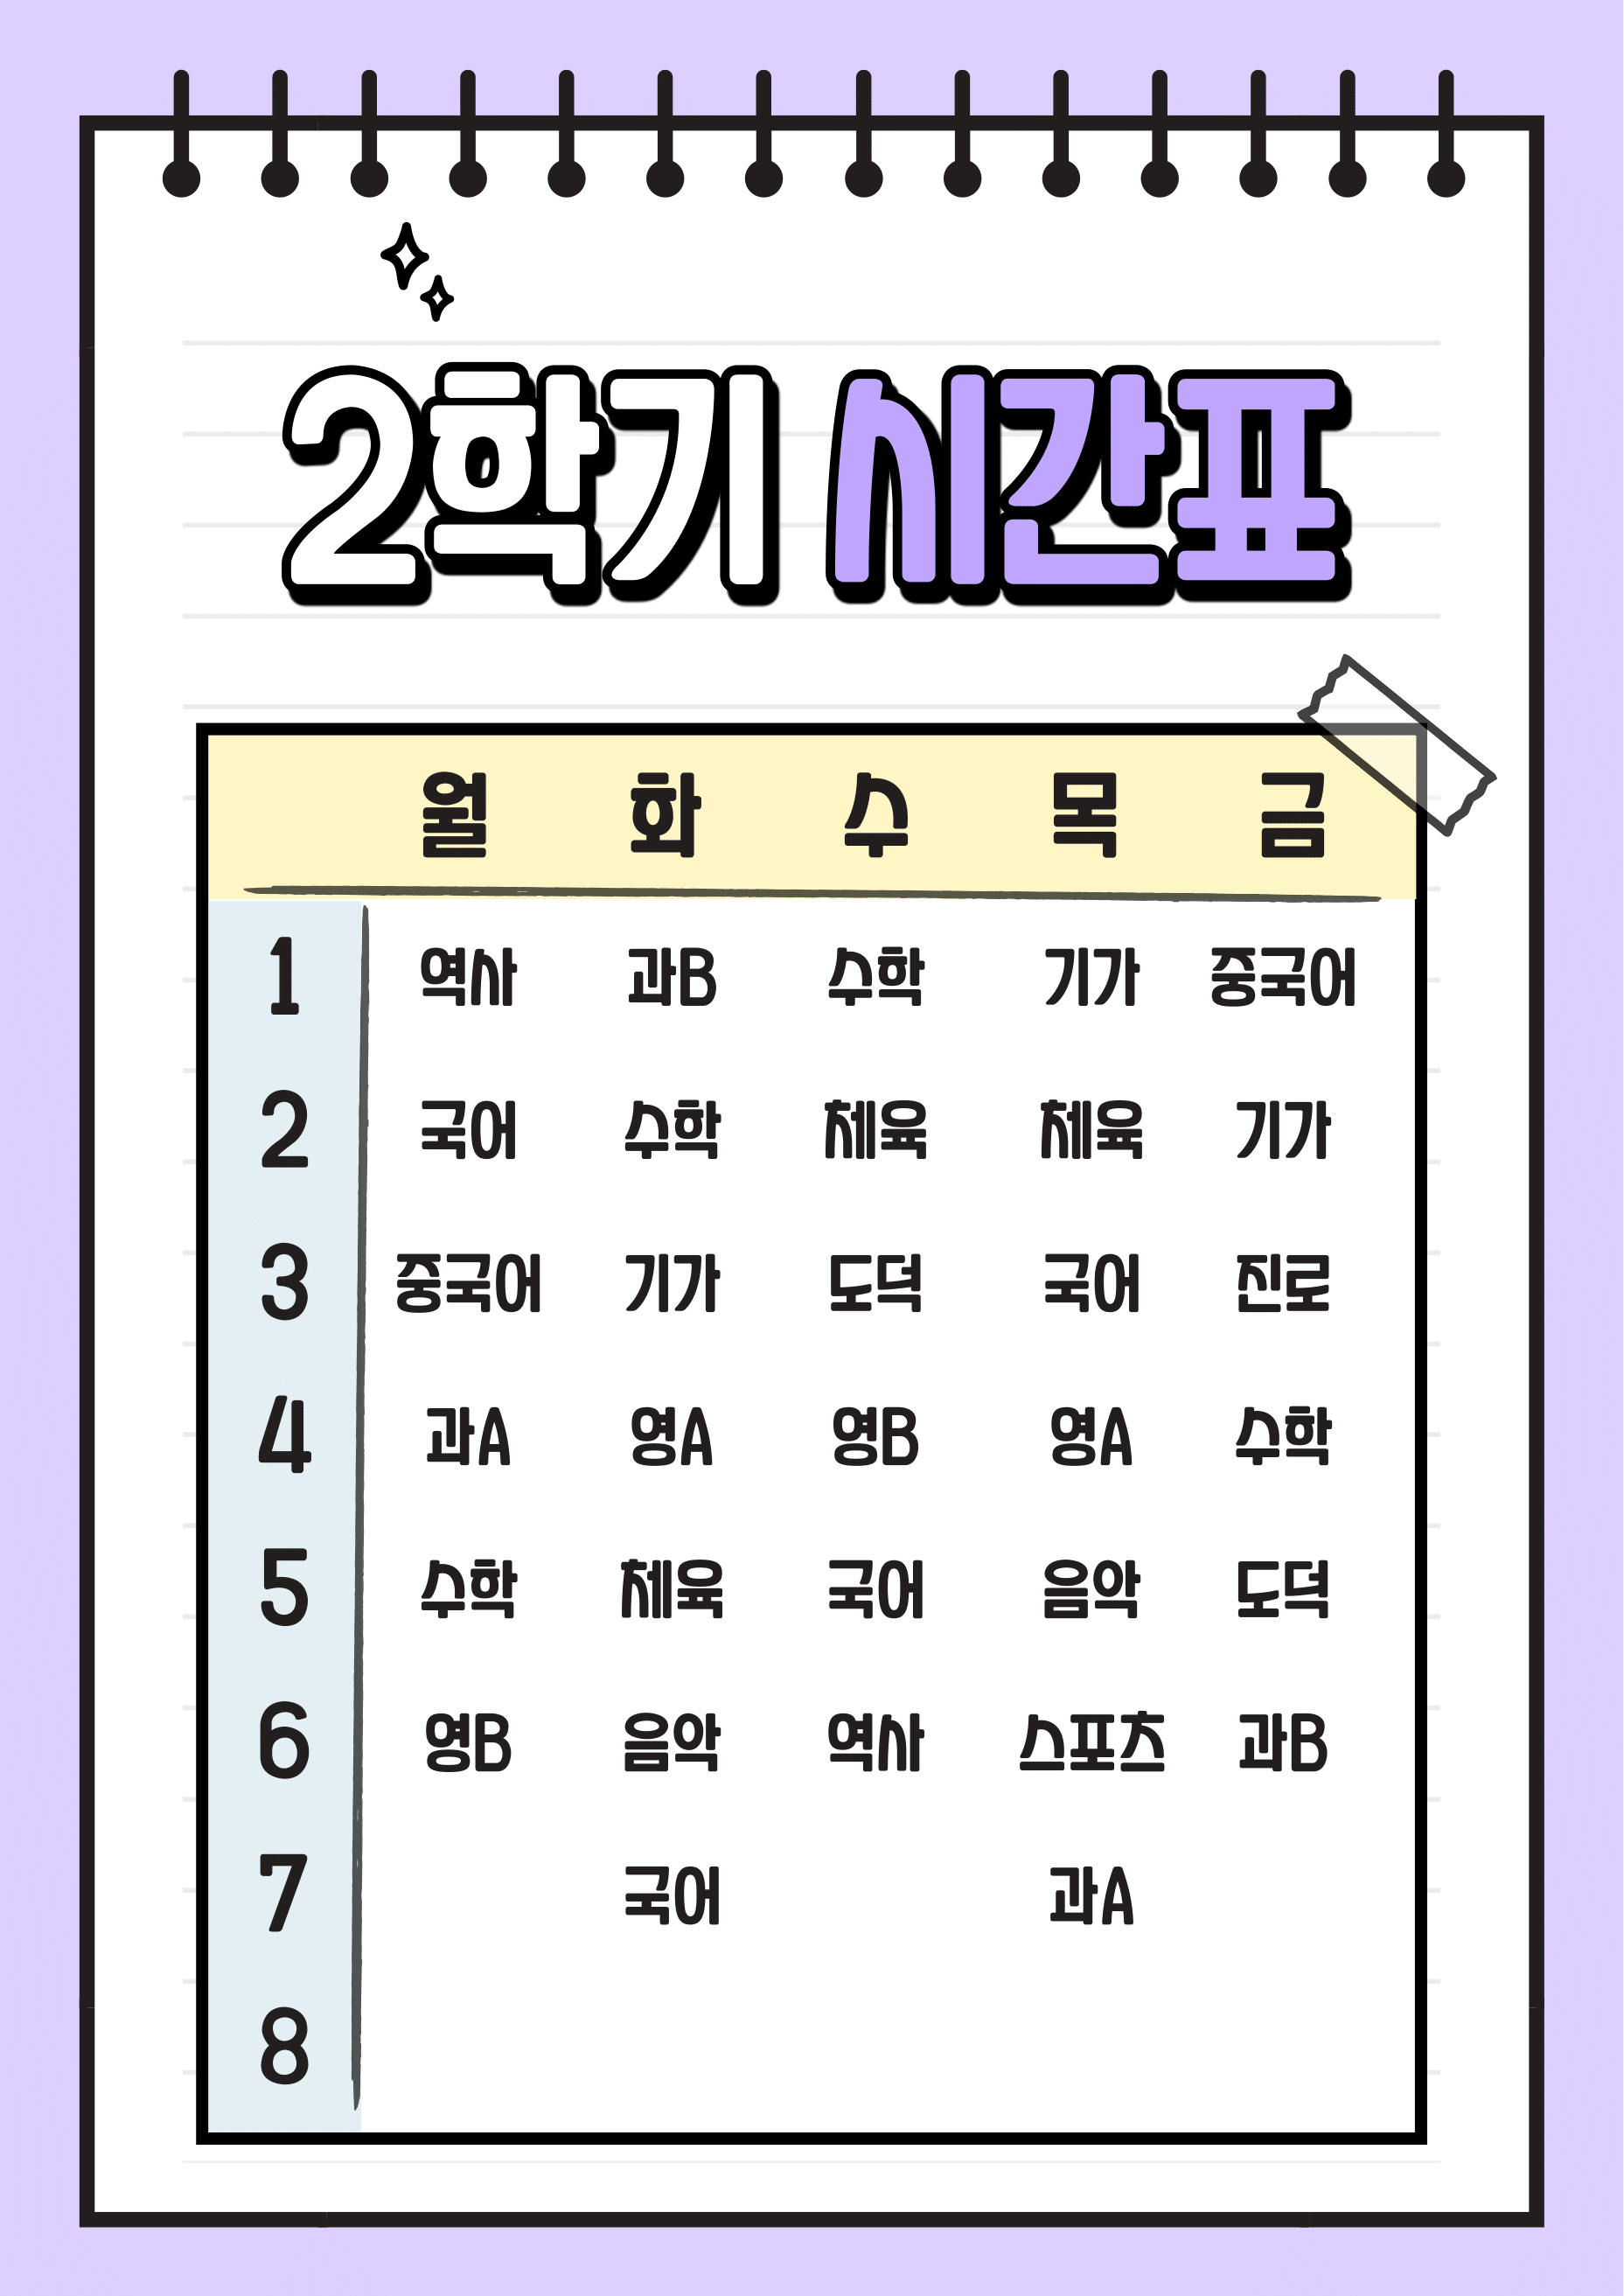 2학기 시간표
월 화 수 목 금
1 역사 과B 수학 기가 중국어
2 국어 수학 체육 체육 기가
3 중국어 기가 도덕 국어 진로
4 과A 영A 영B 영A 수학
5 수학 체육 국어 음악 도덕
6 영B 음악 역사 스포츠 과B
7 국어 과A
8